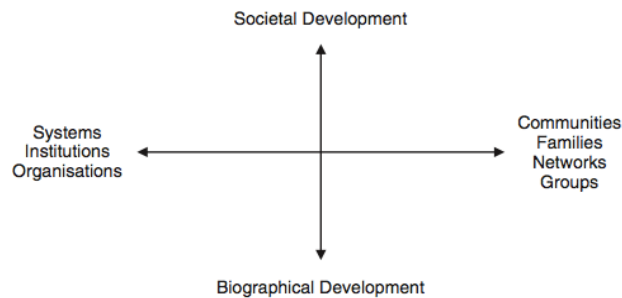 Societal Development
Systems
Institutions
Organisations
Communities
Families
Networks
Groups
Biographical Development